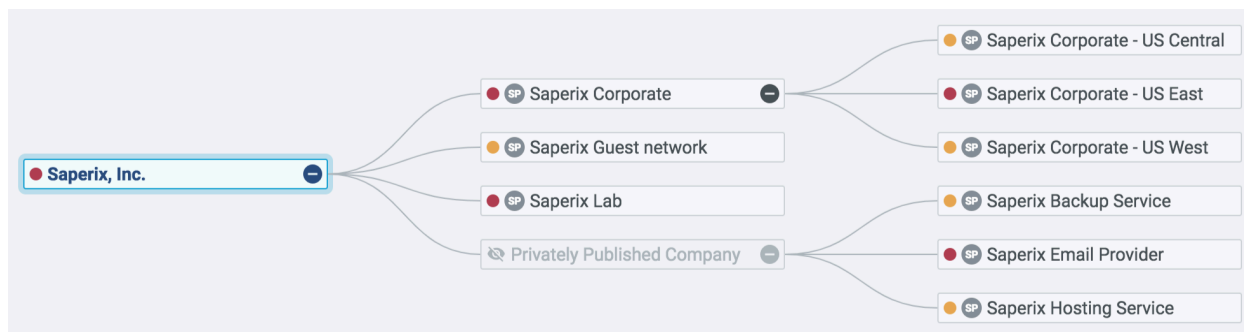 Saperix, Inc.
SP Saperix Corporate
SP Saperix Guest network
SP Saperix Lab
Privately Published Company
SP Saperix Corporate - US Central
SP Saperix Corporate - US East
SP Saperix Corporate - US West
SP Saperix Backup Service
SP Saperix Email Provider
SP Saperix Hosting Service